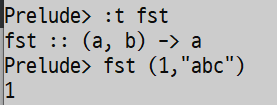 Prelude> :t fst
fst :: (a, b) -> a
Prelude> fst (1,"abc")
1